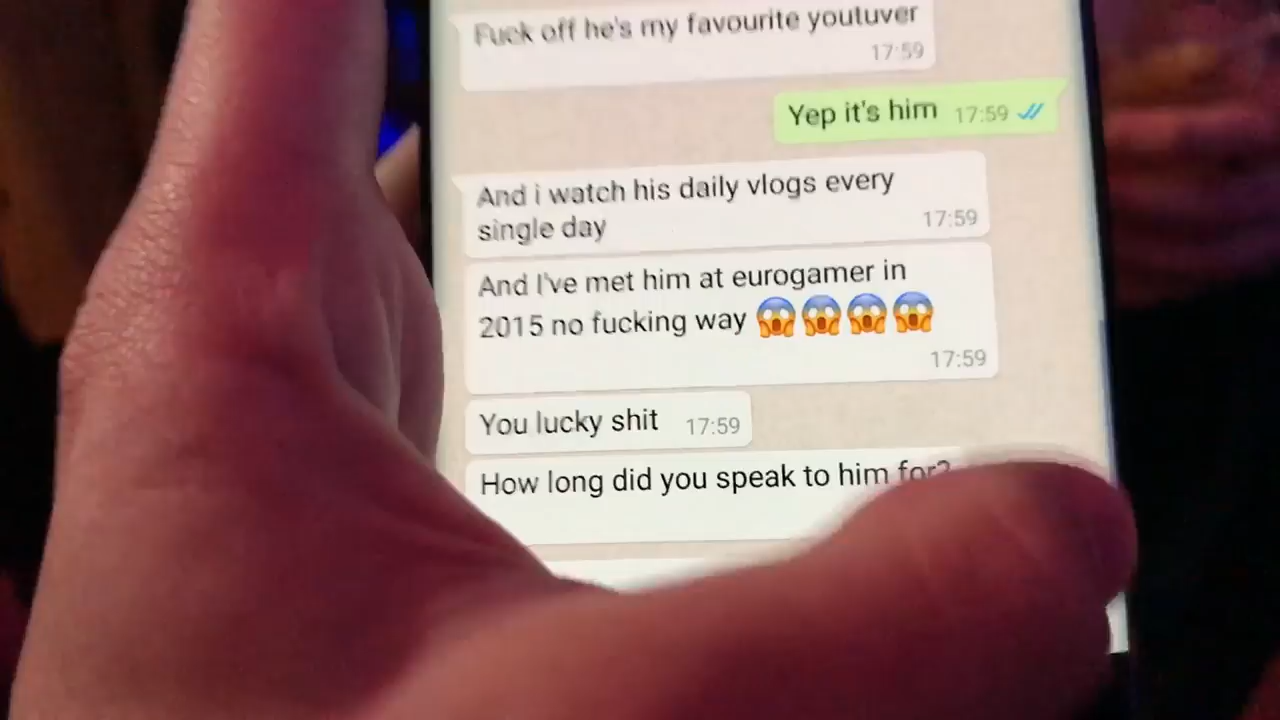 Fuck off he's my favourite youtuver
17:59
Yep it's him 17:59
And i watch his daily vlogs every
single day 17:59
And I've met him at eurogamer in
2015 no fucking way 😱😱😱😱
17:59
You lucky shit 17:59
How long did you speak to him for?